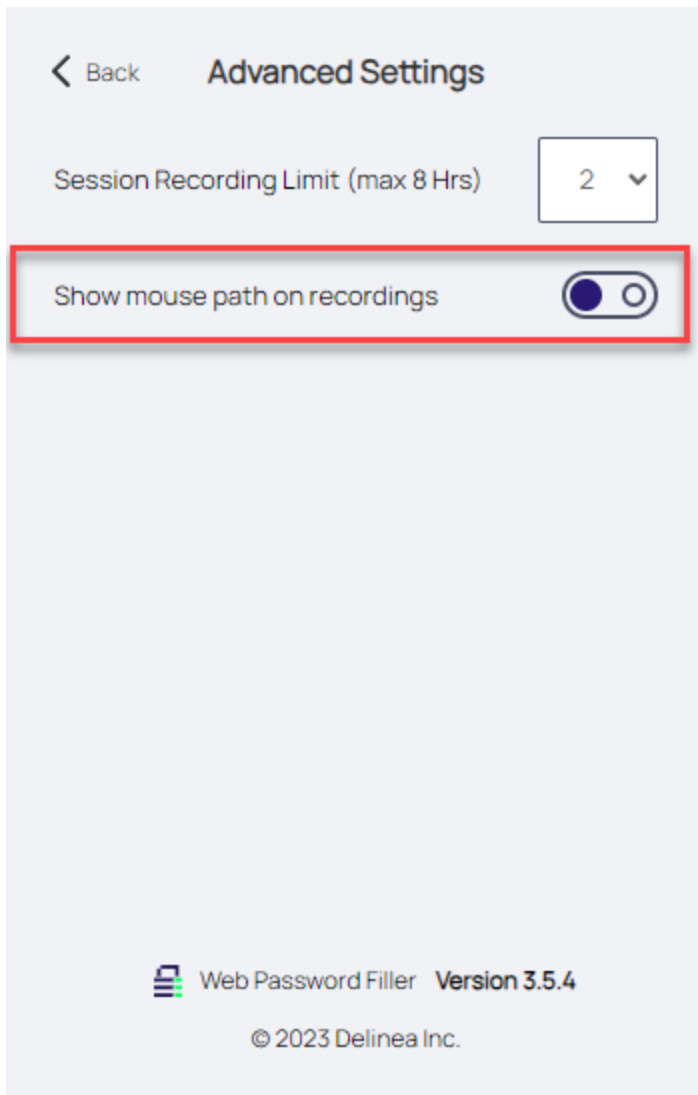 Back Advanced Settings
Session Recording Limit (max 8 Hrs) 2
Show mouse path on recordings
Web Password Filler Version 3.5.4
© 2023 Delinea Inc.